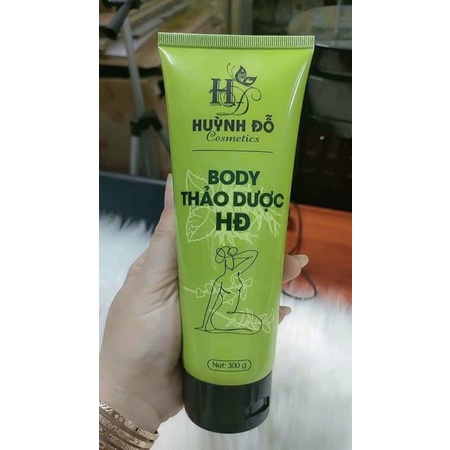 HĐ
HUỲNH ĐỖ
Cosmetics
BODY
THẢO DƯỢC
HĐ
Net: 300 g